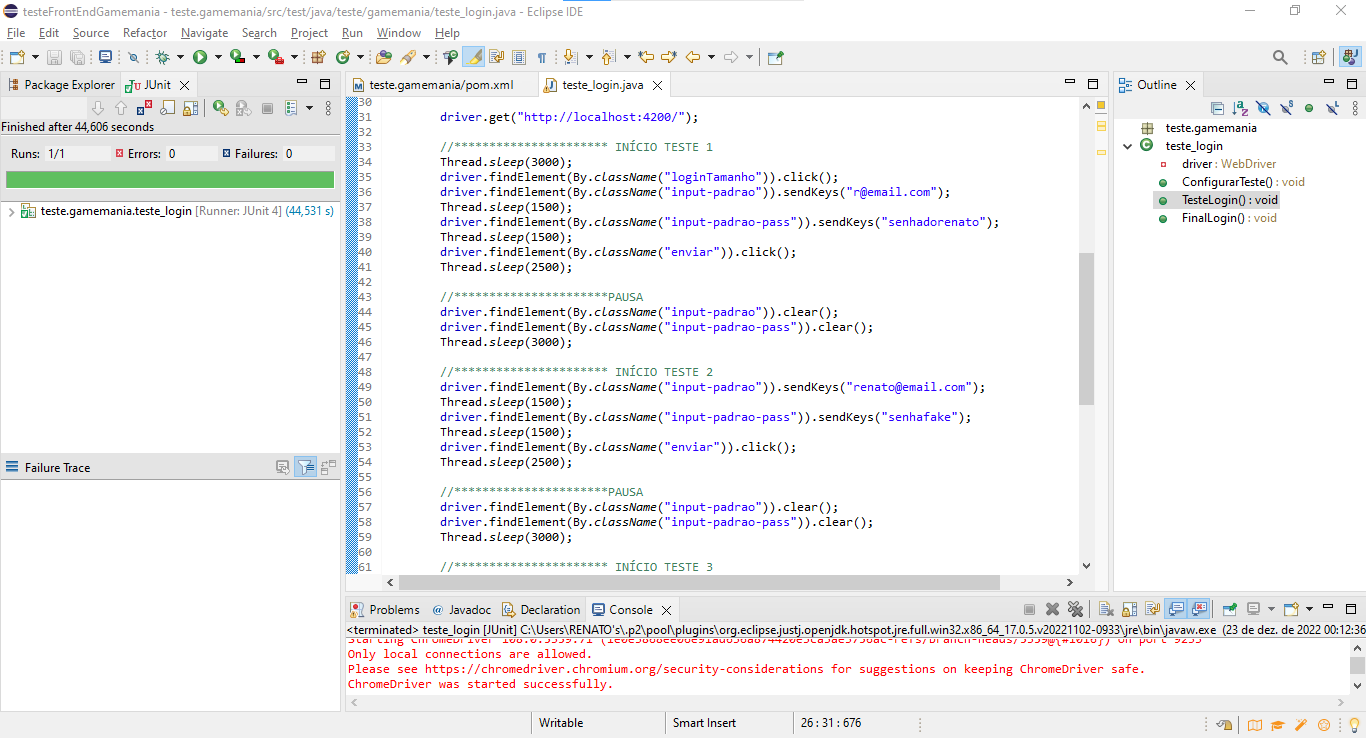 testeFrontEndGamemania - teste.gamemania/src/test/java/teste/gamemania/teste_login.java - Eclipse IDE
File Edit Source Refactor Navigate Search Project Run Window Help
Package Explorer JUnit
Finished after 44,606 seconds
Runs: 1/1 Errors: 0 Failures: 0
teste.gamemania.teste_login [Runner: JUnit 4] (44,531 s)
Failure Trace
teste.gamemania/pom.xml teste_login.java
30
31 driver.get("http://localhost:4200/");
32
33 //********************** INÍCIO TESTE 1
34 Thread.sleep(3000);
35 driver.findElement(By.className("loginTamanho")).click();
36 driver.findElement(By.className("input-padrao")).sendKeys("r@email.com");
37 Thread.sleep(1500);
38 driver.findElement(By.className("input-padrao-pass")).sendKeys("senhadorenato");
39 Thread.sleep(1500);
40 driver.findElement(By.className("enviar")).click();
41 Thread.sleep(2500);
42
43 //**********************PAUSA
44 driver.findElement(By.className("input-padrao")).clear();
45 driver.findElement(By.className("input-padrao-pass")).clear();
46 Thread.sleep(3000);
47
48 //********************** INÍCIO TESTE 2
49 driver.findElement(By.className("input-padrao")).sendKeys("renato@email.com");
50 Thread.sleep(1500);
51 driver.findElement(By.className("input-padrao-pass")).sendKeys("senhafake");
52 Thread.sleep(1500);
53 driver.findElement(By.className("enviar")).click();
54 Thread.sleep(2500);
55
56 //**********************PAUSA
57 driver.findElement(By.className("input-padrao")).clear();
58 driver.findElement(By.className("input-padrao-pass")).clear();
59 Thread.sleep(3000);
60
61 //********************** INÍCIO TESTE 3
Outline
teste.gamemania
teste_login
driver : WebDriver
ConfigurarTeste() : void
TesteLogin() : void
FinalLogin() : void
Problems Javadoc Declaration Console
<terminated> teste_login [JUnit] C:\Users\RENATO's\.p2\pool\plugins\org.eclipse.justj.openjdk.hotspot.jre.full.win32.x86_64_17.0.5.v20221102-0933\jre\bin\javaw.exe (23 de dez. de 2022 00:12:36
Starting ChromeDriver on port 9255
Only local connections are allowed.
Please see https://chromedriver.chromium.org/security-considerations for suggestions on keeping ChromeDriver safe.
ChromeDriver was started successfully.
Writable Smart Insert 26 : 31 : 676